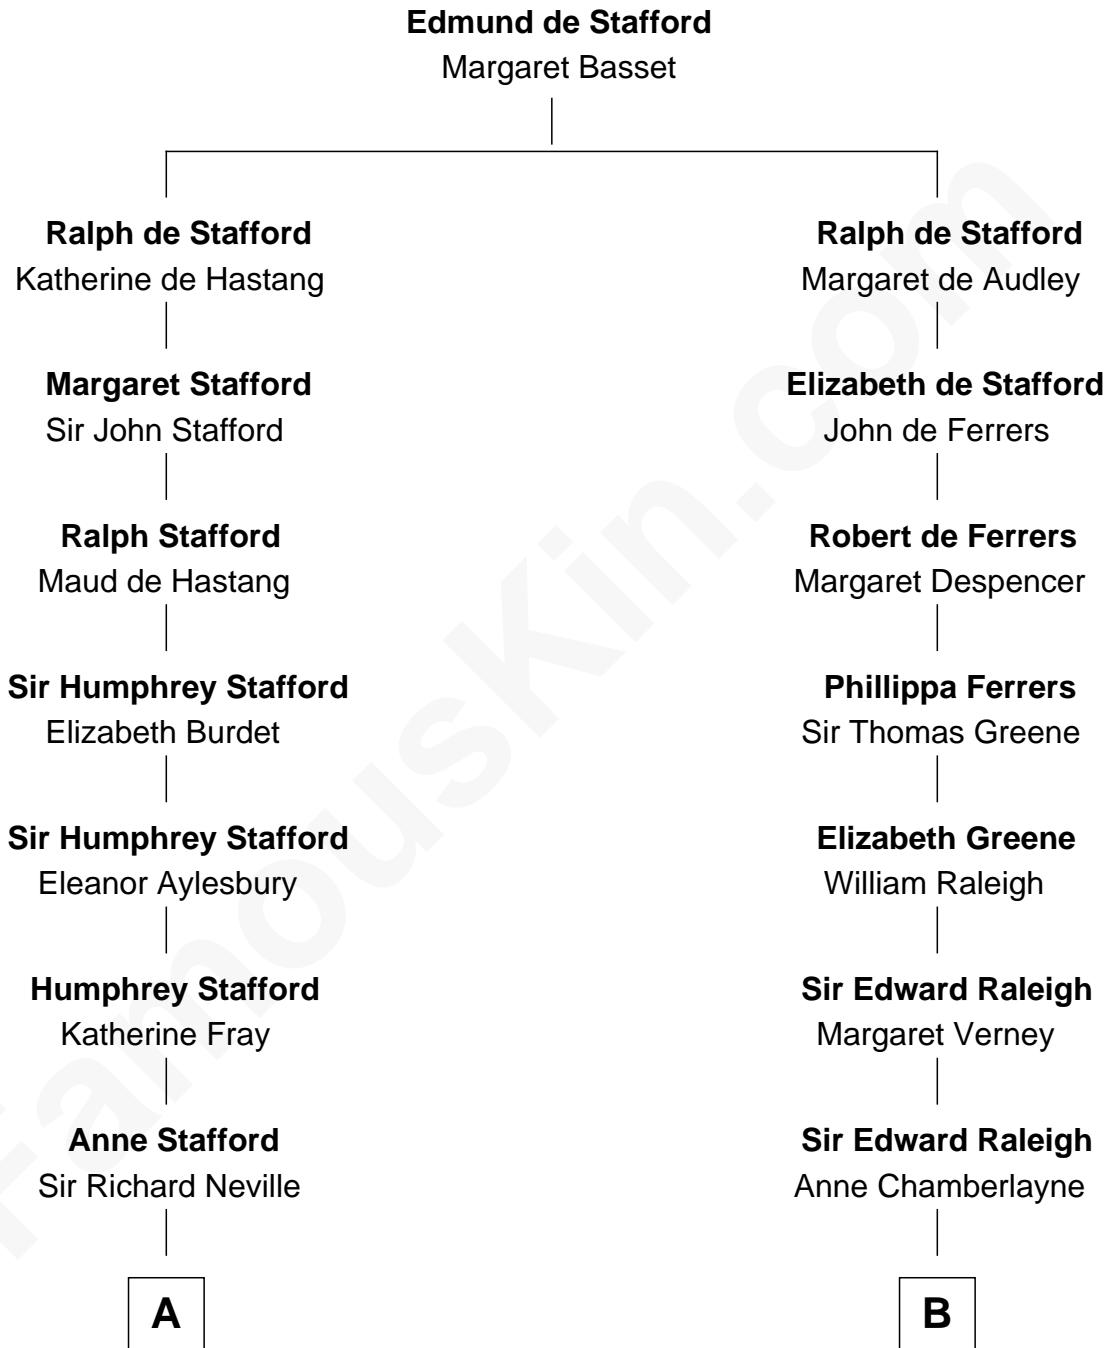 Edmund de Stafford
Margaret Basset
Ralph de Stafford
Katherine de Hastang
Margaret Stafford
Sir John Stafford
Ralph Stafford
Maud de Hastang
Sir Humphrey Stafford
Elizabeth Burdet
Sir Humphrey Stafford
Eleanor Aylesbury
Humphrey Stafford
Katherine Fray
Anne Stafford
Sir Richard Neville
A
Ralph de Stafford
Margaret de Audley
Elizabeth de Stafford
John de Ferrers
Robert de Ferrers
Margaret Despencer
Phillippa Ferrers
Sir Thomas Greene
Elizabeth Greene
William Raleigh
Sir Edward Raleigh
Margaret Verney
Sir Edward Raleigh
Anne Chamberlayne
B
FamousKin.com